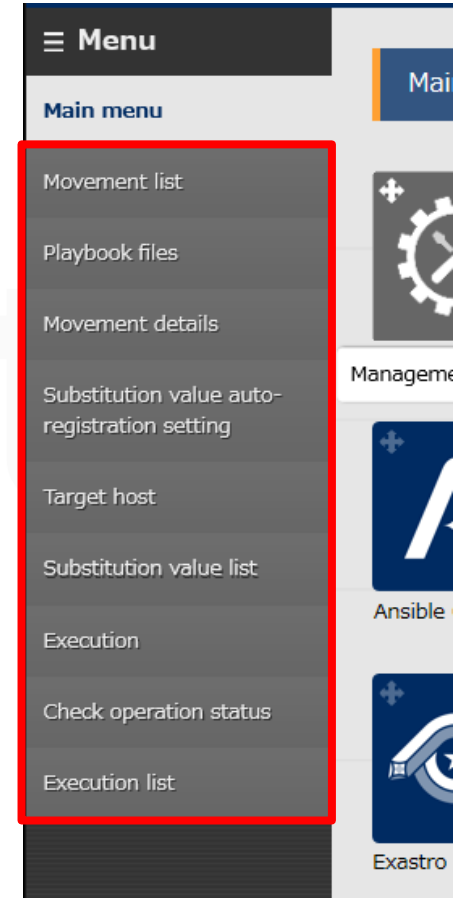 Menu
Main menu
Movement list
Playbook files
Movement details
Substitution value auto-
registration setting
Target host
Substitution value list
Execution
Check operation status
Execution list
Mai
Manageme
Ansible
Exastro